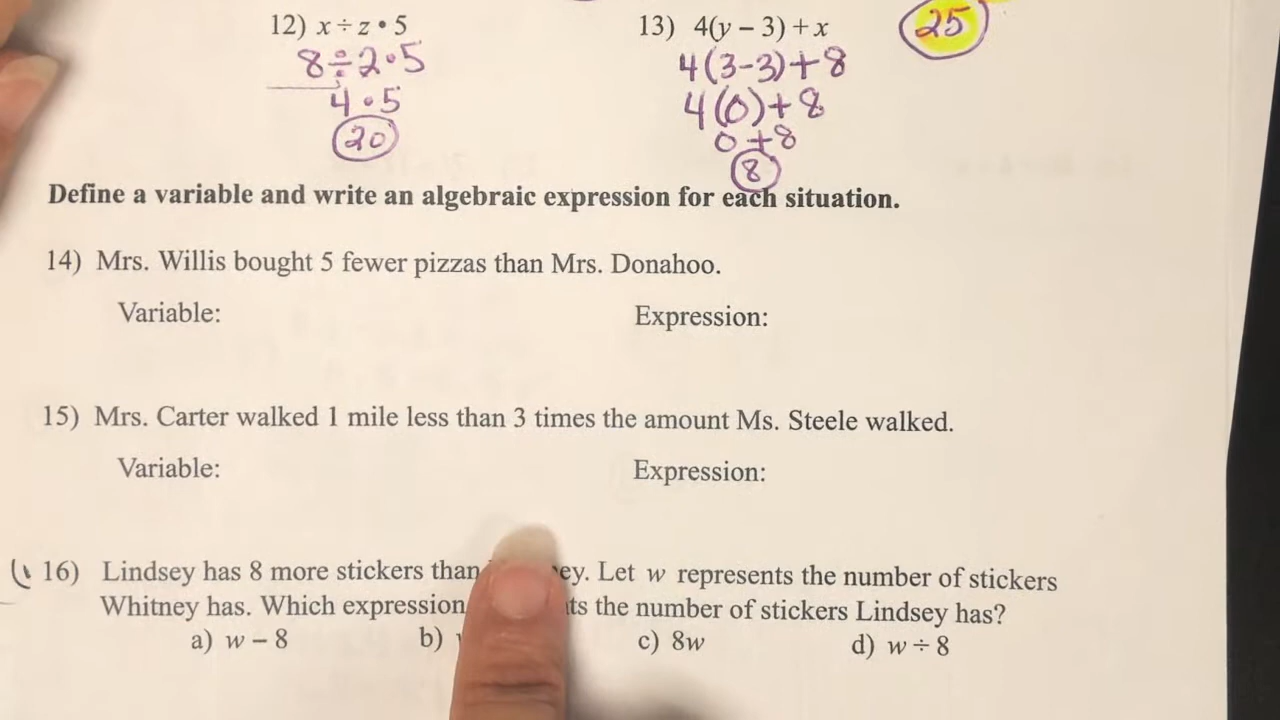 12) x ÷ z • 5
8 ÷ 2 • 5
4 • 5
20
13) 4(y – 3) + x
4(3-3)+8
4(0)+8
0+8
8
25
Define a variable and write an algebraic expression for each situation.
14) Mrs. Willis bought 5 fewer pizzas than Mrs. Donahoo.
Variable: Expression:
15) Mrs. Carter walked 1 mile less than 3 times the amount Ms. Steele walked.
Variable: Expression:
16) Lindsey has 8 more stickers than Let w represents the number of stickers
Whitney has. Which expression the number of stickers Lindsey has?
a) w – 8 b) c) 8w d) w ÷ 8